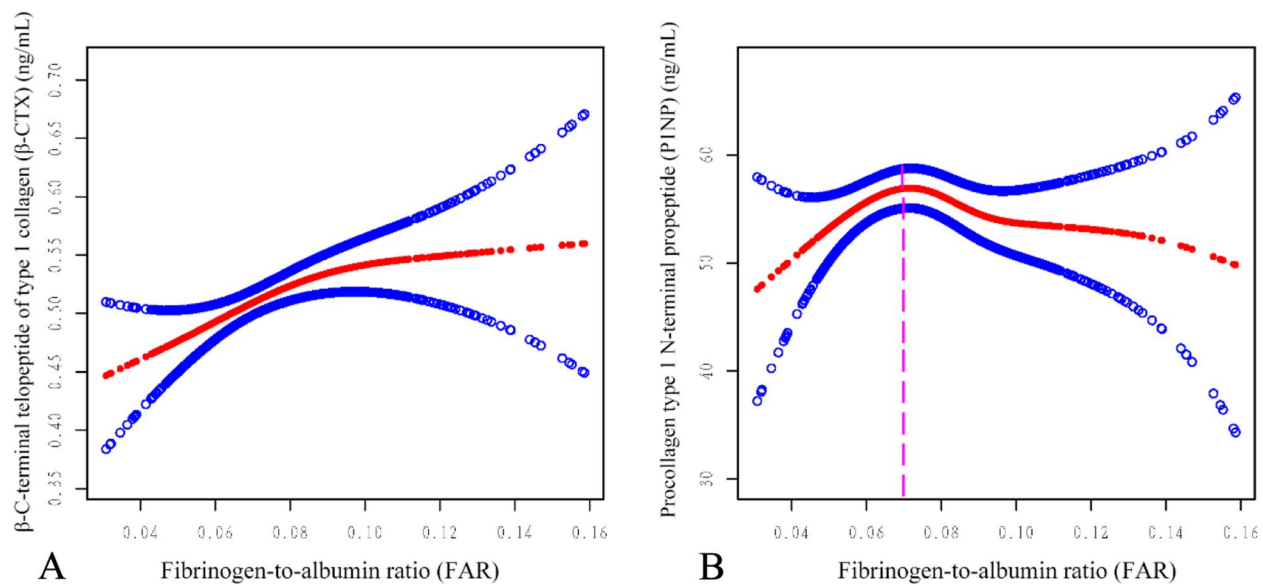 β-C-terminal telopeptide of type 1 collagen (β-CTX) (ng/mL)
0.70
0.65
0.60
0.55
0.50
0.45
0.40
0.35
0.04 0.06 0.08 0.10 0.12 0.14 0.16
A Fibrinogen-to-albumin ratio (FAR)
Procollagen type 1 N-terminal propeptide (P1NP) (ng/mL)
60
50
40
30
0.04 0.06 0.08 0.10 0.12 0.14 0.16
B Fibrinogen-to-albumin ratio (FAR)